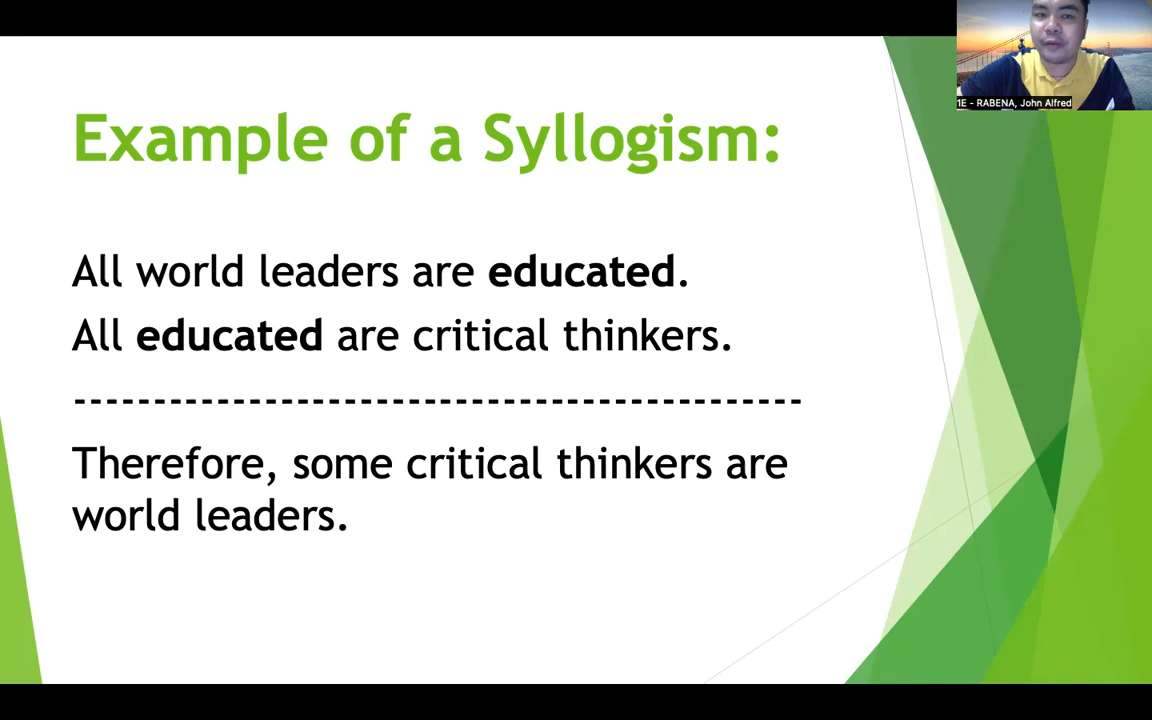 1E - RABENA, John Alfred
Example of a Syllogism:
All world leaders are educated.
All educated are critical thinkers.
---------------------------------------------
Therefore, some critical thinkers are
world leaders.